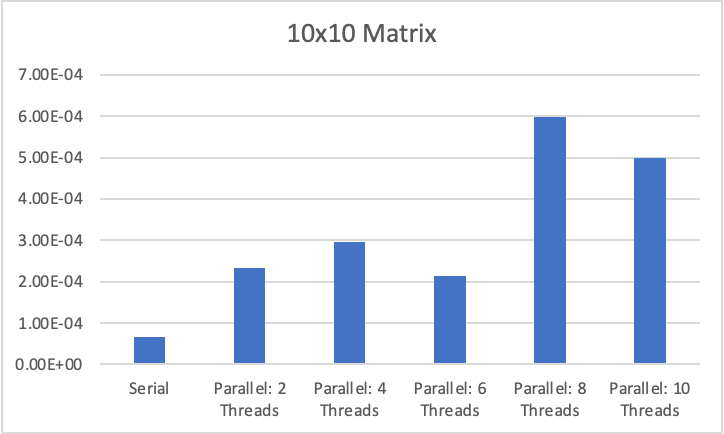 10x10 Matrix
7.00E-04
6.00E-04
5.00E-04
4.00E-04
3.00E-04
2.00E-04
1.00E-04
0.00E+00
Serial
Parallel: 2
Threads
Parallel: 4
Threads
Parallel: 6
Threads
Parallel: 8
Threads
Parallel: 10
Threads